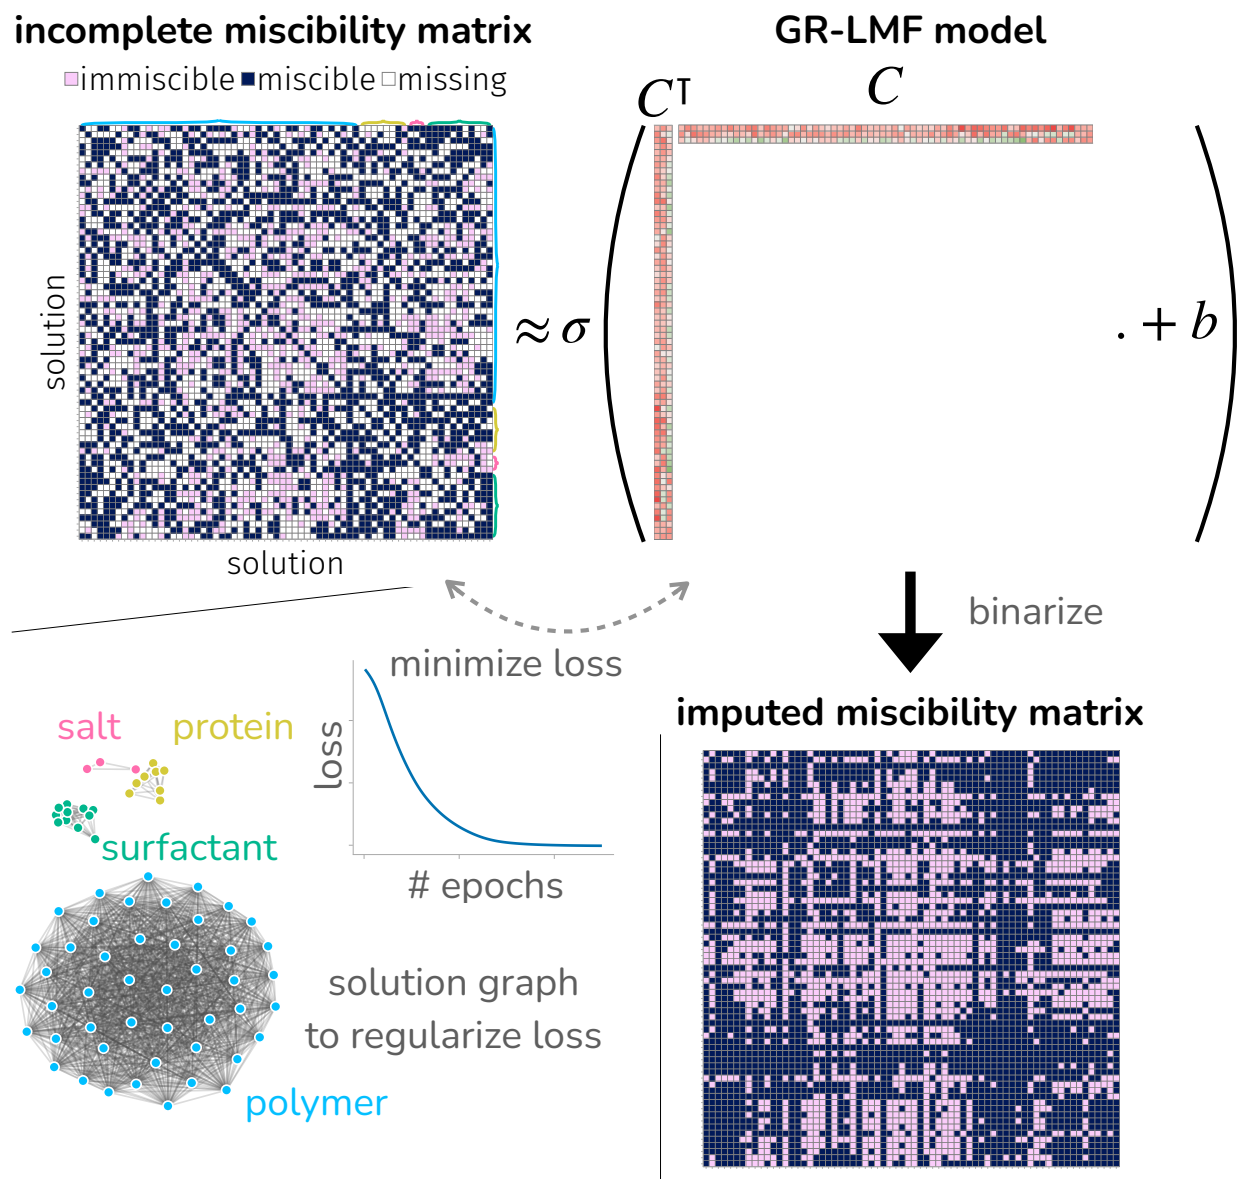 incomplete miscibility matrix
immiscible miscible missing
solution
solution
GR-LMF model
C⊤
C
≈ σ
. + b
binarize
minimize loss
loss
# epochs
salt
protein
surfactant
polymer
solution graph
to regularize loss
imputed miscibility matrix